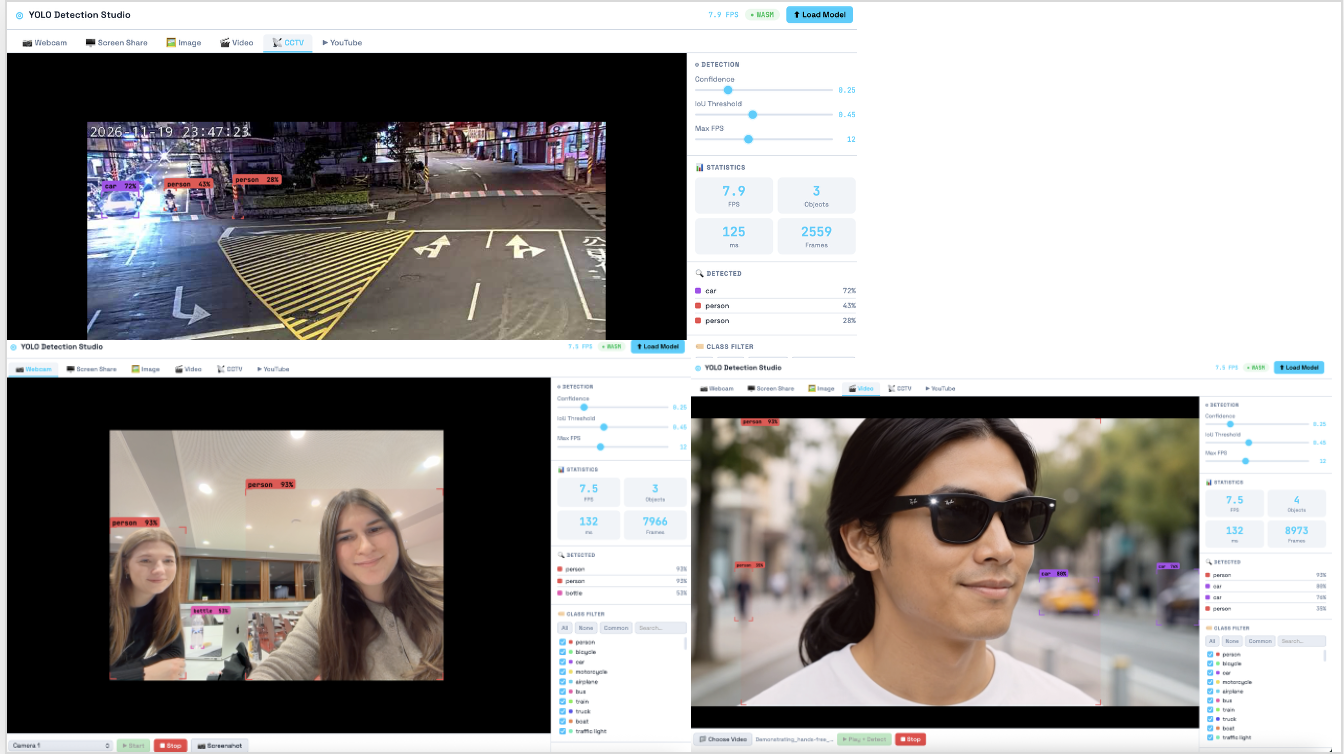 YOLO Detection Studio
7.9 FPS
WASM
Load Model
Webcam
Screen Share
Image
Video
CCTV
YouTube
2026-11-19 23:47:23
car 72%
person 43%
person 28%
DETECTION
Confidence
0.25
IoU Threshold
0.45
Max FPS
12
STATISTICS
7.9
FPS
3
Objects
125
ms
2559
Frames
DETECTED
car 72%
person 43%
person 28%
CLASS FILTER
YOLO Detection Studio
7.5 FPS
WASM
Load Model
Webcam
Screen Share
Image
Video
CCTV
YouTube
person 93%
person 93%
bottle 53%
DETECTION
Confidence
0.25
IoU Threshold
0.45
Max FPS
12
STATISTICS
7.5
FPS
3
Objects
132
ms
7966
Frames
DETECTED
person 93%
person 93%
bottle 53%
CLASS FILTER
All
None
Common
Search...
person
bicycle
car
motorcycle
airplane
bus
train
truck
boat
traffic light
Camera 1
Start
Stop
Screenshot
YOLO Detection Studio
7.5 FPS
WASM
Load Model
Webcam
Screen Share
Image
Video
CCTV
YouTube
person 93%
Ray-Ban
car 80%
DETECTION
Confidence
0.25
IoU Threshold
0.45
Max FPS
12
STATISTICS
7.5
FPS
4
Objects
132
ms
8973
Frames
DETECTED
person 93%
car 80%
car 76%
person 35%
CLASS FILTER
All
None
Common
Search...
person
bicycle
car
motorcycle
airplane
bus
train
truck
boat
traffic light
Choose Video
Demonstrating_hands-free_...
Play + Detect
Stop